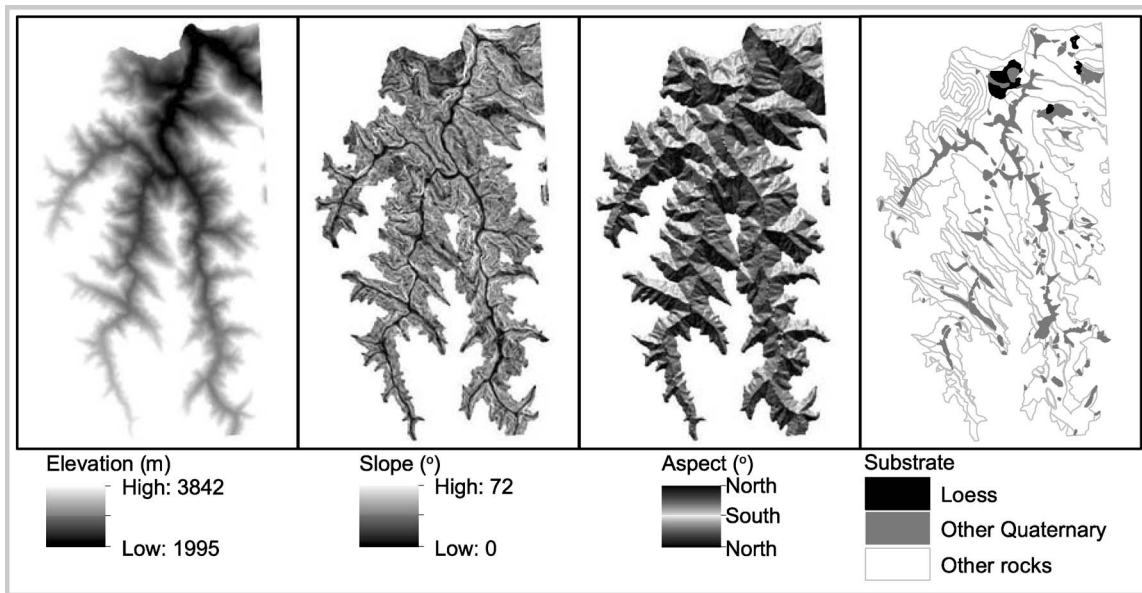 Elevation (m)
High: 3842
Low: 1995
Slope (º)
High: 72
Low: 0
Aspect (º)
North
South
North
Substrate
Loess
Other Quaternary
Other rocks